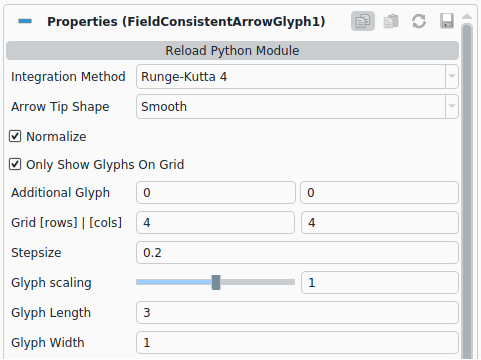 Properties (FieldConsistentArrowGlyph1)
Reload Python Module
Integration Method Runge-Kutta 4
Arrow Tip Shape Smooth
Normalize
Only Show Glyphs On Grid
Additional Glyph 0 0
Grid [rows] | [cols] 4 4
Stepsize 0.2
Glyph scaling 1
Glyph Length 3
Glyph Width 1